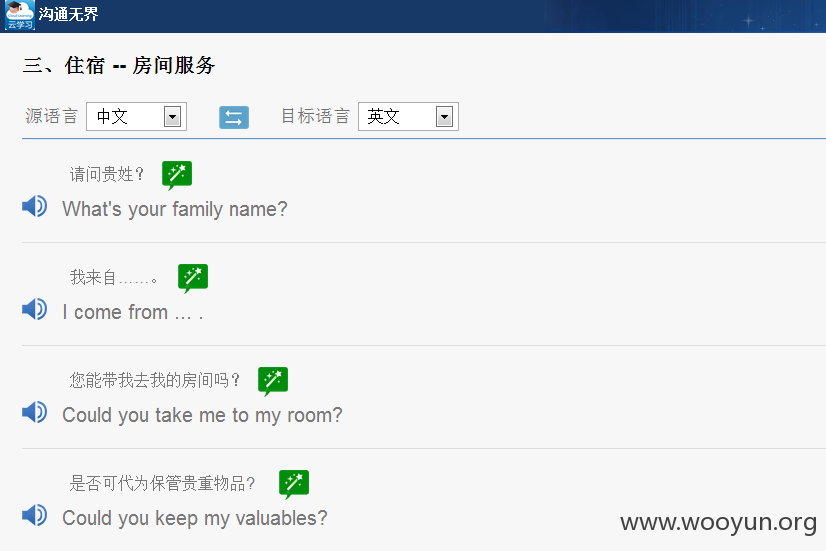 云学习 沟通无界
三、住宿 -- 房间服务
源语言 中文 目标语言 英文
请问贵姓？
What's your family name?
我来自……。
I come from … .
您能带我去我的房间吗？
Could you take me to my room?
是否可代为保管贵重物品?
Could you keep my valuables?
www.wooyun.org